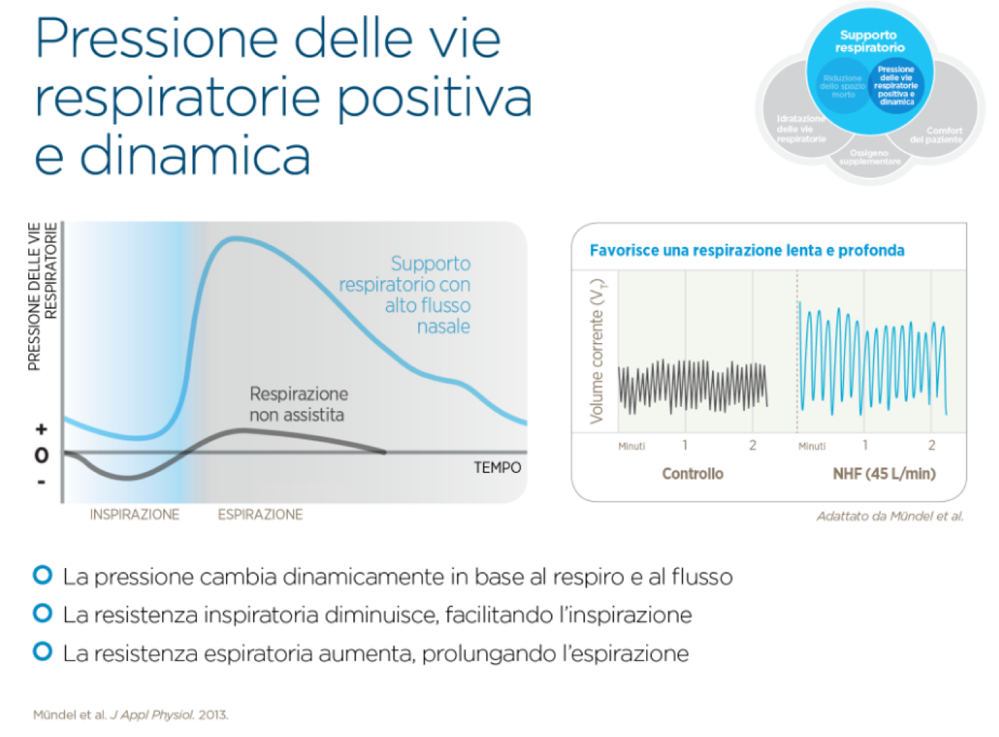 Pressione delle vie
respiratorie positiva
e dinamica
Supporto
respiratorio
Riduzione
dello spazio
morto
Pressione
delle vie
respiratorie
positiva e
dinamica
Idratazione
delle vie
respiratorie
Comfort
del paziente
Ossigeno
supplementare
PRESSIONE DELLE VIE
RESPIRATORIE
+
0
-
Supporto
respiratorio con
alto flusso
nasale
Respirazione
non assistita
TEMPO
INSPIRAZIONE
ESPIRAZIONE
Favorisce una respirazione lenta e profonda
Volume corrente (VT)
Minuti 1 2
Minuti 1 2
Controllo
NHF (45 L/min)
Adattato da Mündel et al.
La pressione cambia dinamicamente in base al respiro e al flusso
La resistenza inspiratoria diminuisce, facilitando l'inspirazione
La resistenza espiratoria aumenta, prolungando l'espirazione
Mündel et al. J Appl Physiol. 2013.